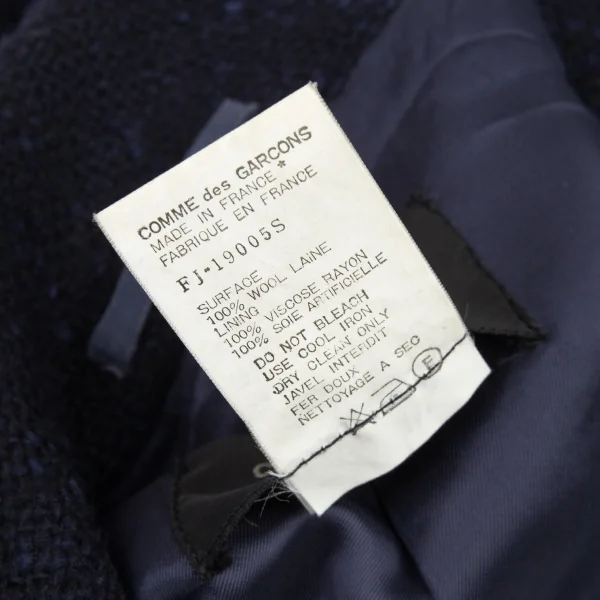 COMME des GARCONS
MADE IN FRANCE *
FABRIQUE EN FRANCE
FJ-19005S
SURFACE
100% WOOL LAINE
LINING
100% VISCOSE RAYON
100% SOIE ARTIFICIELLE
DO NOT BLEACH
USE COOL IRON
DRY CLEAN ONLY
JAVEL INTERDIT
FER DOUX
NETTOYAGE A SEC